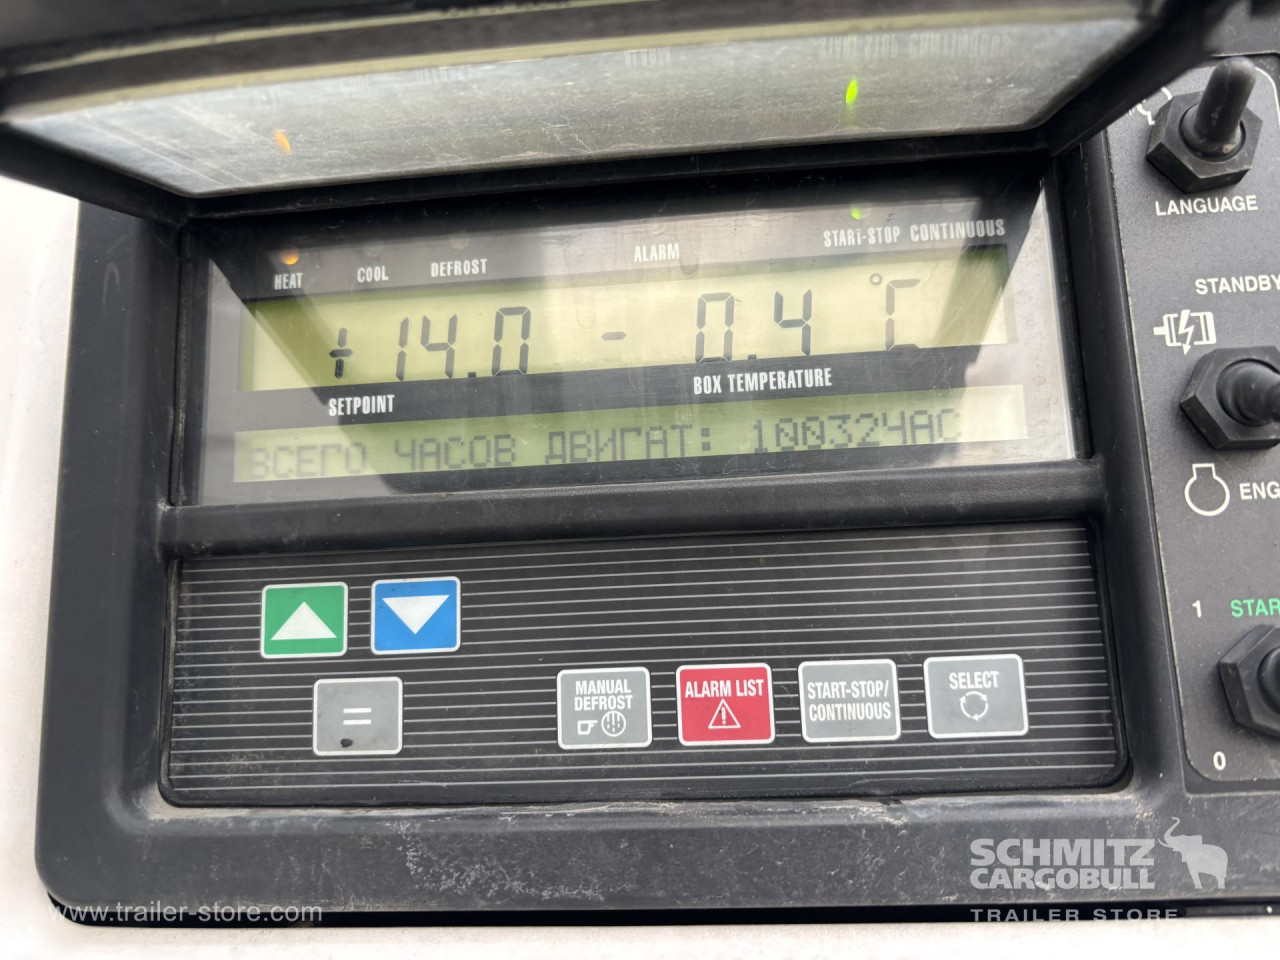 HEAT COOL DEFROST ALARM START-STOP CONTINUOUS
+14.0 - 0.4 °C
SETPOINT BOX TEMPERATURE
ВСЕГО ЧАСОВ ДВИГАТ: 10032ЧАС
MANUAL DEFROST
ALARM LIST
START-STOP/
CONTINUOUS
SELECT
LANGUAGE
STANDBY
ENG
1 STAR
0
SCHMITZ
CARGOBULL
TRAILER STORE
www.trailer-store.com